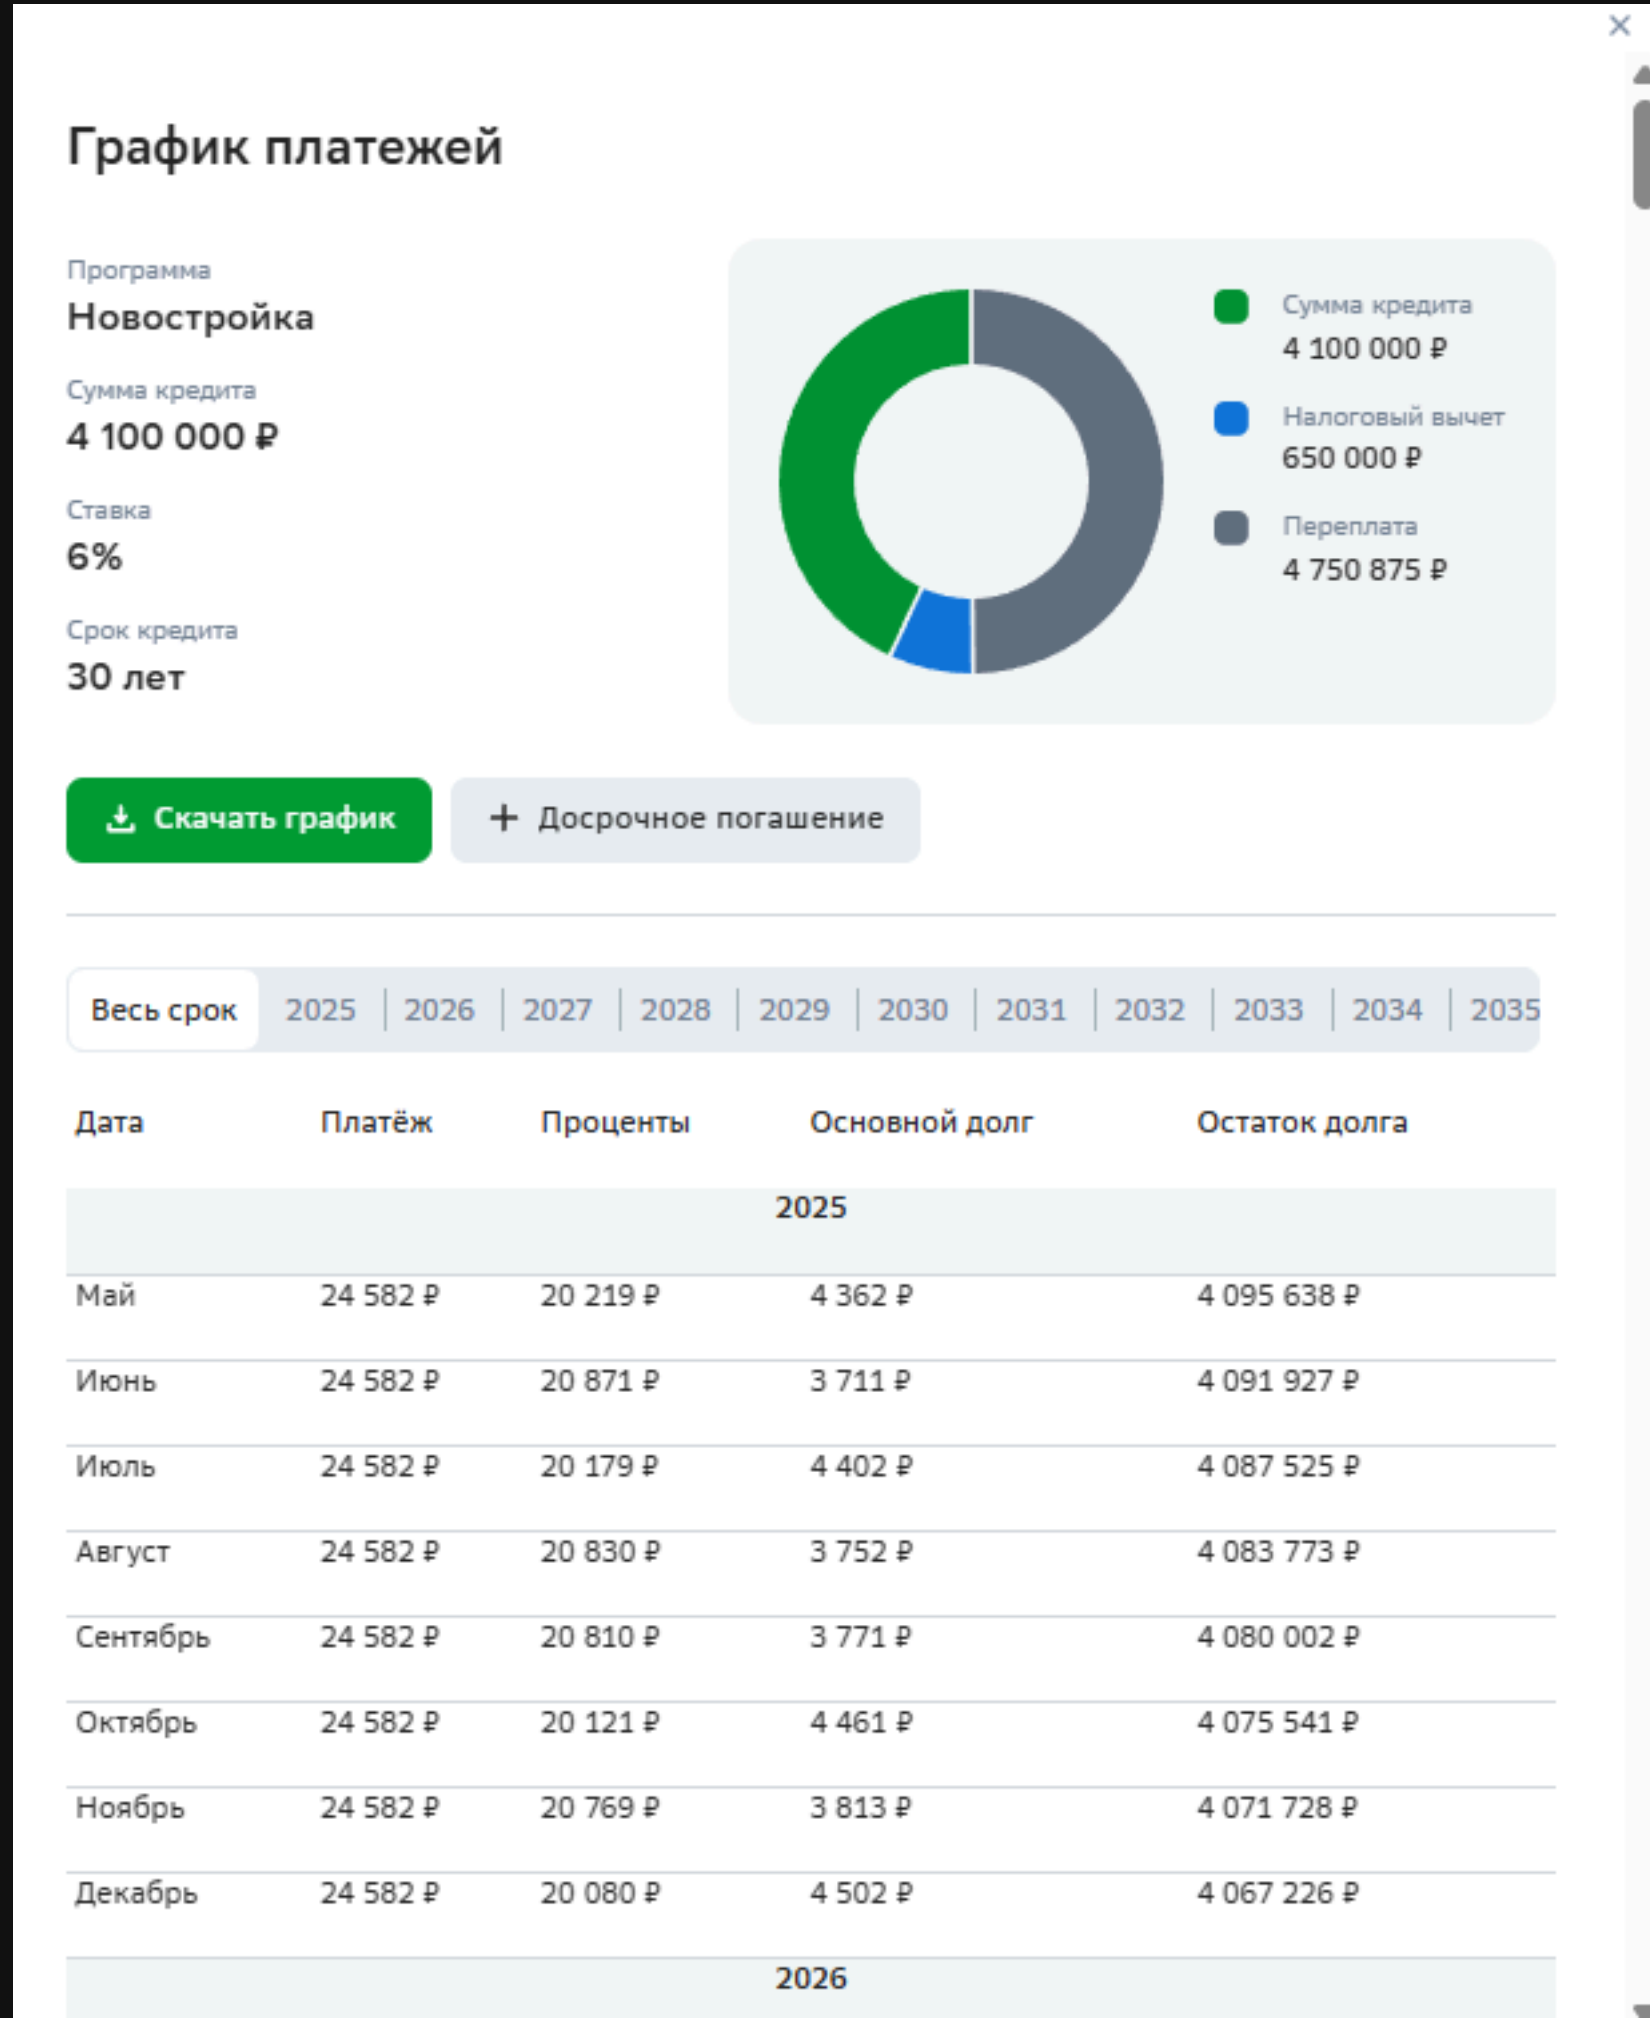 График платежей
Программа
Новостройка
Сумма кредита
4 100 000 ₽
Ставка
6%
Срок кредита
30 лет
Сумма кредита
4 100 000 ₽
Налоговый вычет
650 000 ₽
Переплата
4 750 875 ₽
Скачать график
+ Досрочное погашение
Весь срок 2025 2026 2027 2028 2029 2030 2031 2032 2033 2034 2035
Дата Платёж Проценты Основной долг Остаток долга
2025
Май 24 582 ₽ 20 219 ₽ 4 362 ₽ 4 095 638 ₽
Июнь 24 582 ₽ 20 871 ₽ 3 711 ₽ 4 091 927 ₽
Июль 24 582 ₽ 20 179 ₽ 4 402 ₽ 4 087 525 ₽
Август 24 582 ₽ 20 830 ₽ 3 752 ₽ 4 083 773 ₽
Сентябрь 24 582 ₽ 20 810 ₽ 3 771 ₽ 4 080 002 ₽
Октябрь 24 582 ₽ 20 121 ₽ 4 461 ₽ 4 075 541 ₽
Ноябрь 24 582 ₽ 20 769 ₽ 3 813 ₽ 4 071 728 ₽
Декабрь 24 582 ₽ 20 080 ₽ 4 502 ₽ 4 067 226 ₽
2026